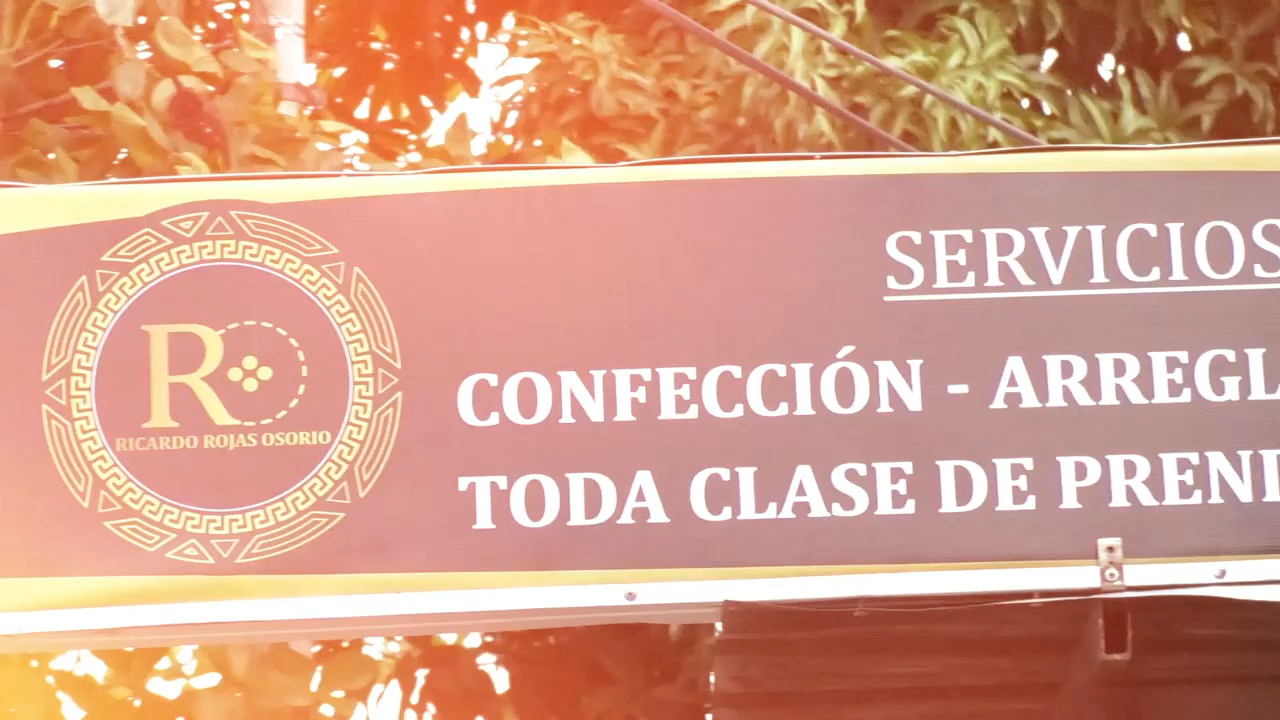 R
RICARDO ROJAS OSORIO
SERVICIOS
CONFECCIÓN - ARREGL
TODA CLASE DE PREND